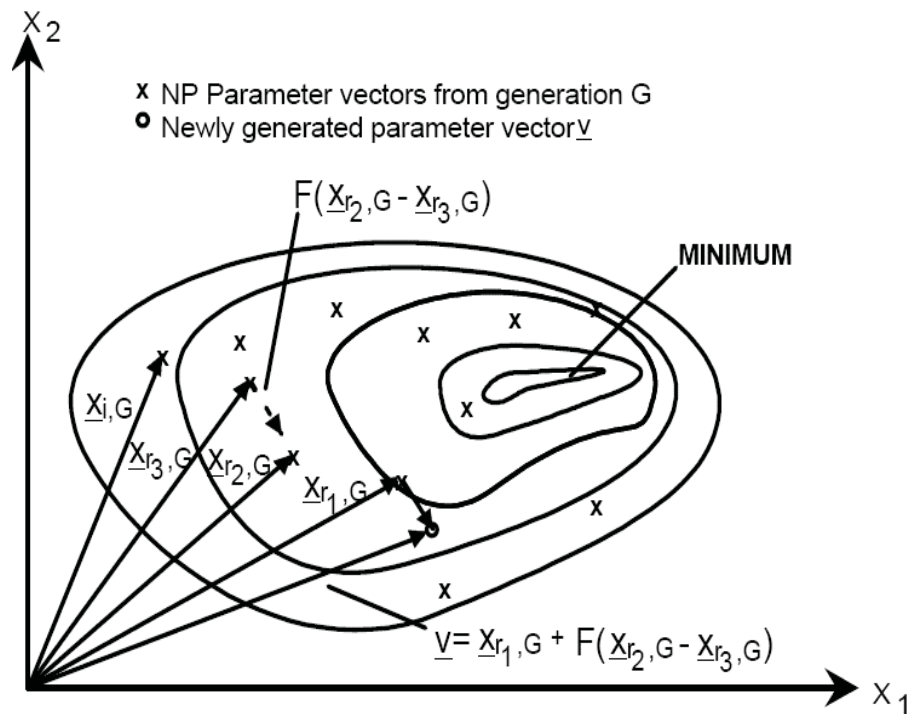 X2
x NP Parameter vectors from generation G
o Newly generated parameter vector v
F(Xr2,G - Xr3,G)
MINIMUM
Xi,G
Xr3,G
Xr2,G
Xr1,G
v = Xr1,G + F(Xr2,G - Xr3,G)
X1